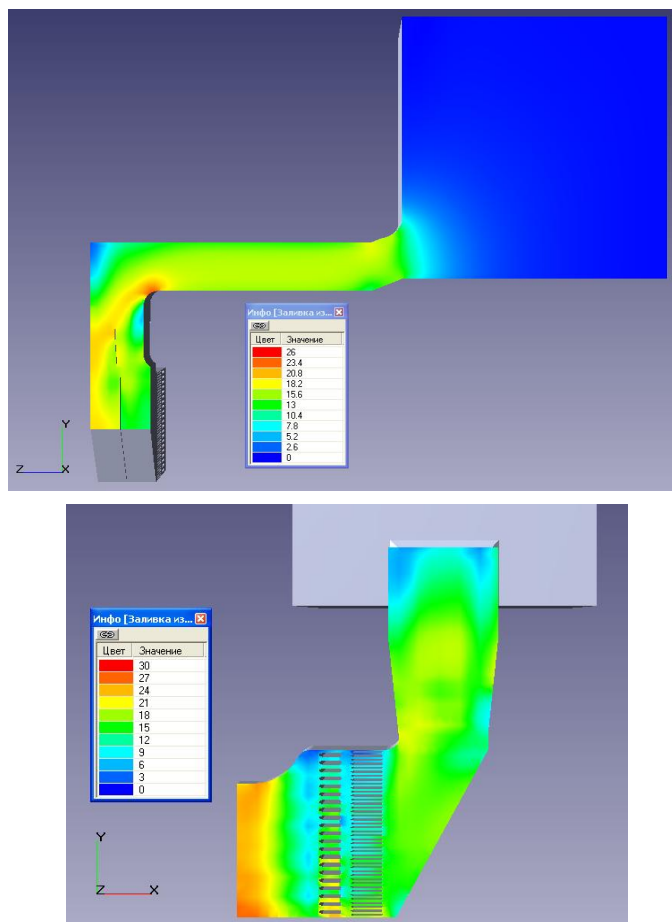 Инфо [Заливка из...
Цвет Значение
26
23.4
20.8
18.2
15.6
13
10.4
7.8
5.2
2.6
0
Y
Z X
Инфо [Заливка из...
Цвет Значение
30
27
24
21
18
15
12
9
6
3
0
Y
Z X